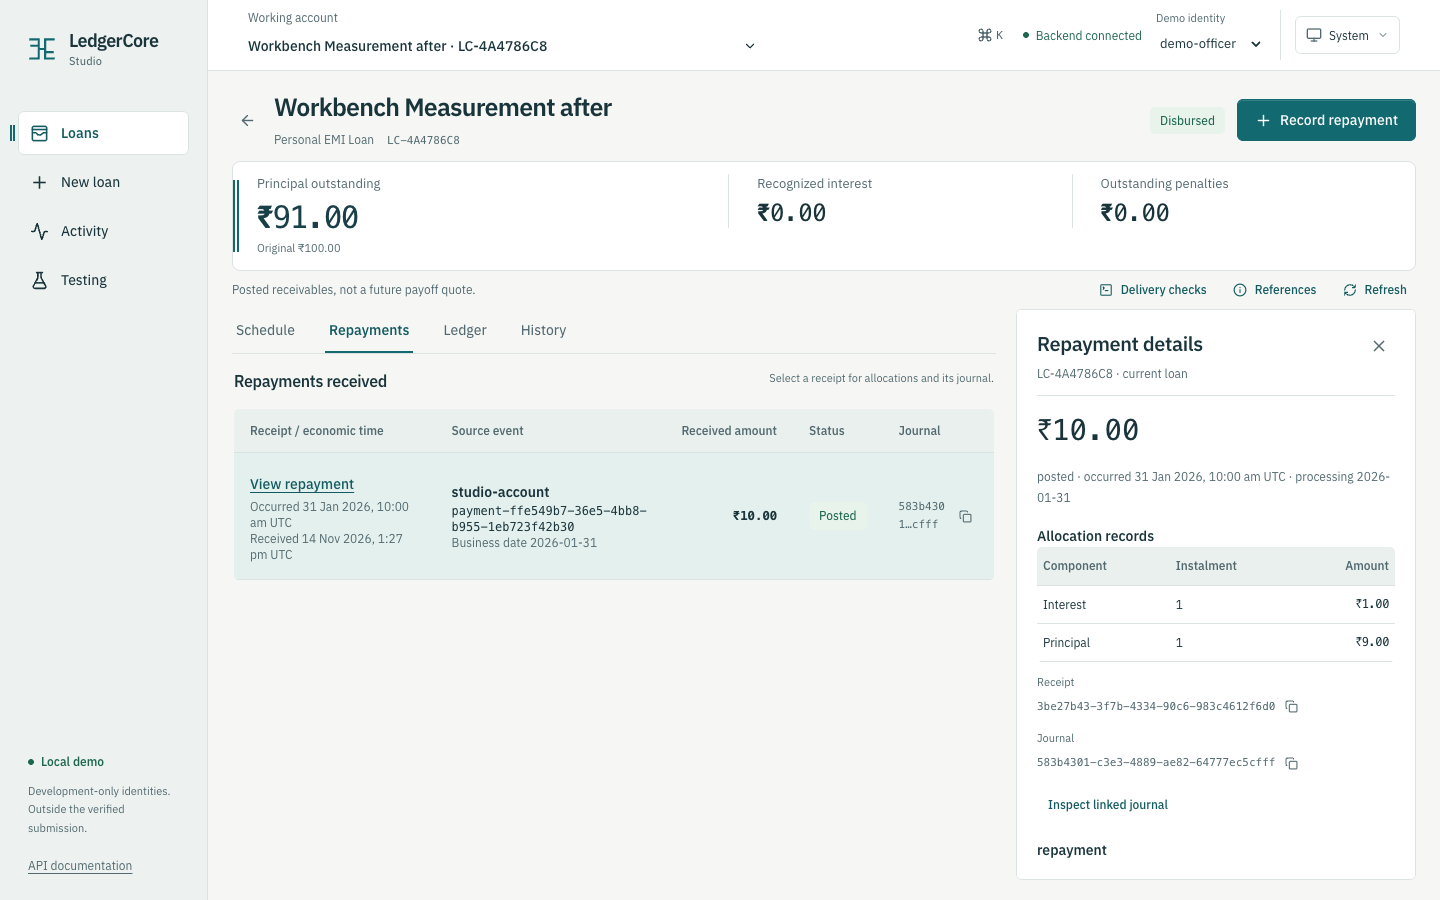 LedgerCore
Studio
Loans
New loan
Activity
Testing
Local demo
Development-only identities.
Outside the verified
submission.
API documentation
Working account
Workbench Measurement after · LC-4A4786C8
⌘ K
Backend connected
Demo identity
demo-officer
System
Workbench Measurement after
Personal EMI Loan LC-4A4786C8
Disbursed
Record repayment
Principal outstanding
₹91.00
Original ₹100.00
Recognized interest
₹0.00
Outstanding penalties
₹0.00
Posted receivables, not a future payoff quote.
Delivery checks
References
Refresh
Schedule
Repayments
Ledger
History
Repayments received
Select a receipt for allocations and its journal.
Receipt / economic time
Source event
Received amount
Status
Journal
View repayment
Occurred 31 Jan 2026, 10:00
am UTC
Received 14 Nov 2026, 1:27
pm UTC
studio-account
payment-ffe549b7-36e5-4bb8-
b955-1eb723f42b30
Business date 2026-01-31
₹10.00
Posted
583b430
1…cfff
Repayment details
LC-4A4786C8 · current loan
₹10.00
posted · occurred 31 Jan 2026, 10:00 am UTC · processing 2026-
01-31
Allocation records
Component Instalment Amount
Interest 1 ₹1.00
Principal 1 ₹9.00
Receipt
3be27b43-3f7b-4334-90c6-983c4612f6d0
Journal
583b4301-c3e3-4889-ae82-64777ec5cfff
Inspect linked journal
repayment